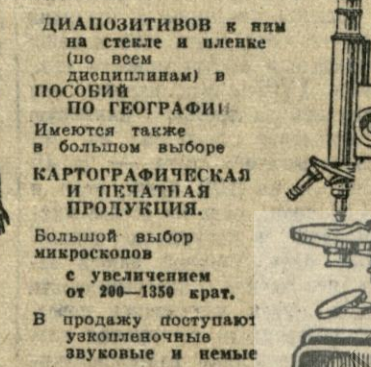 ДИАПОЗИТИВОВ к ним
на стекле и пленке
(по всем
дисциплинам) в
ПОСОБИЙ
ПО ГЕОГРАФИИ
Имеются также
в большом выборе
КАРТОГРАФИЧЕСКАЯ
И ПЕЧАТНАЯ
ПРОДУКЦИЯ.
Большой выбор
микроскопов
с увеличением
от 200—1350 крат.
В продажу поступают
узкопленочные
звуковые и немые